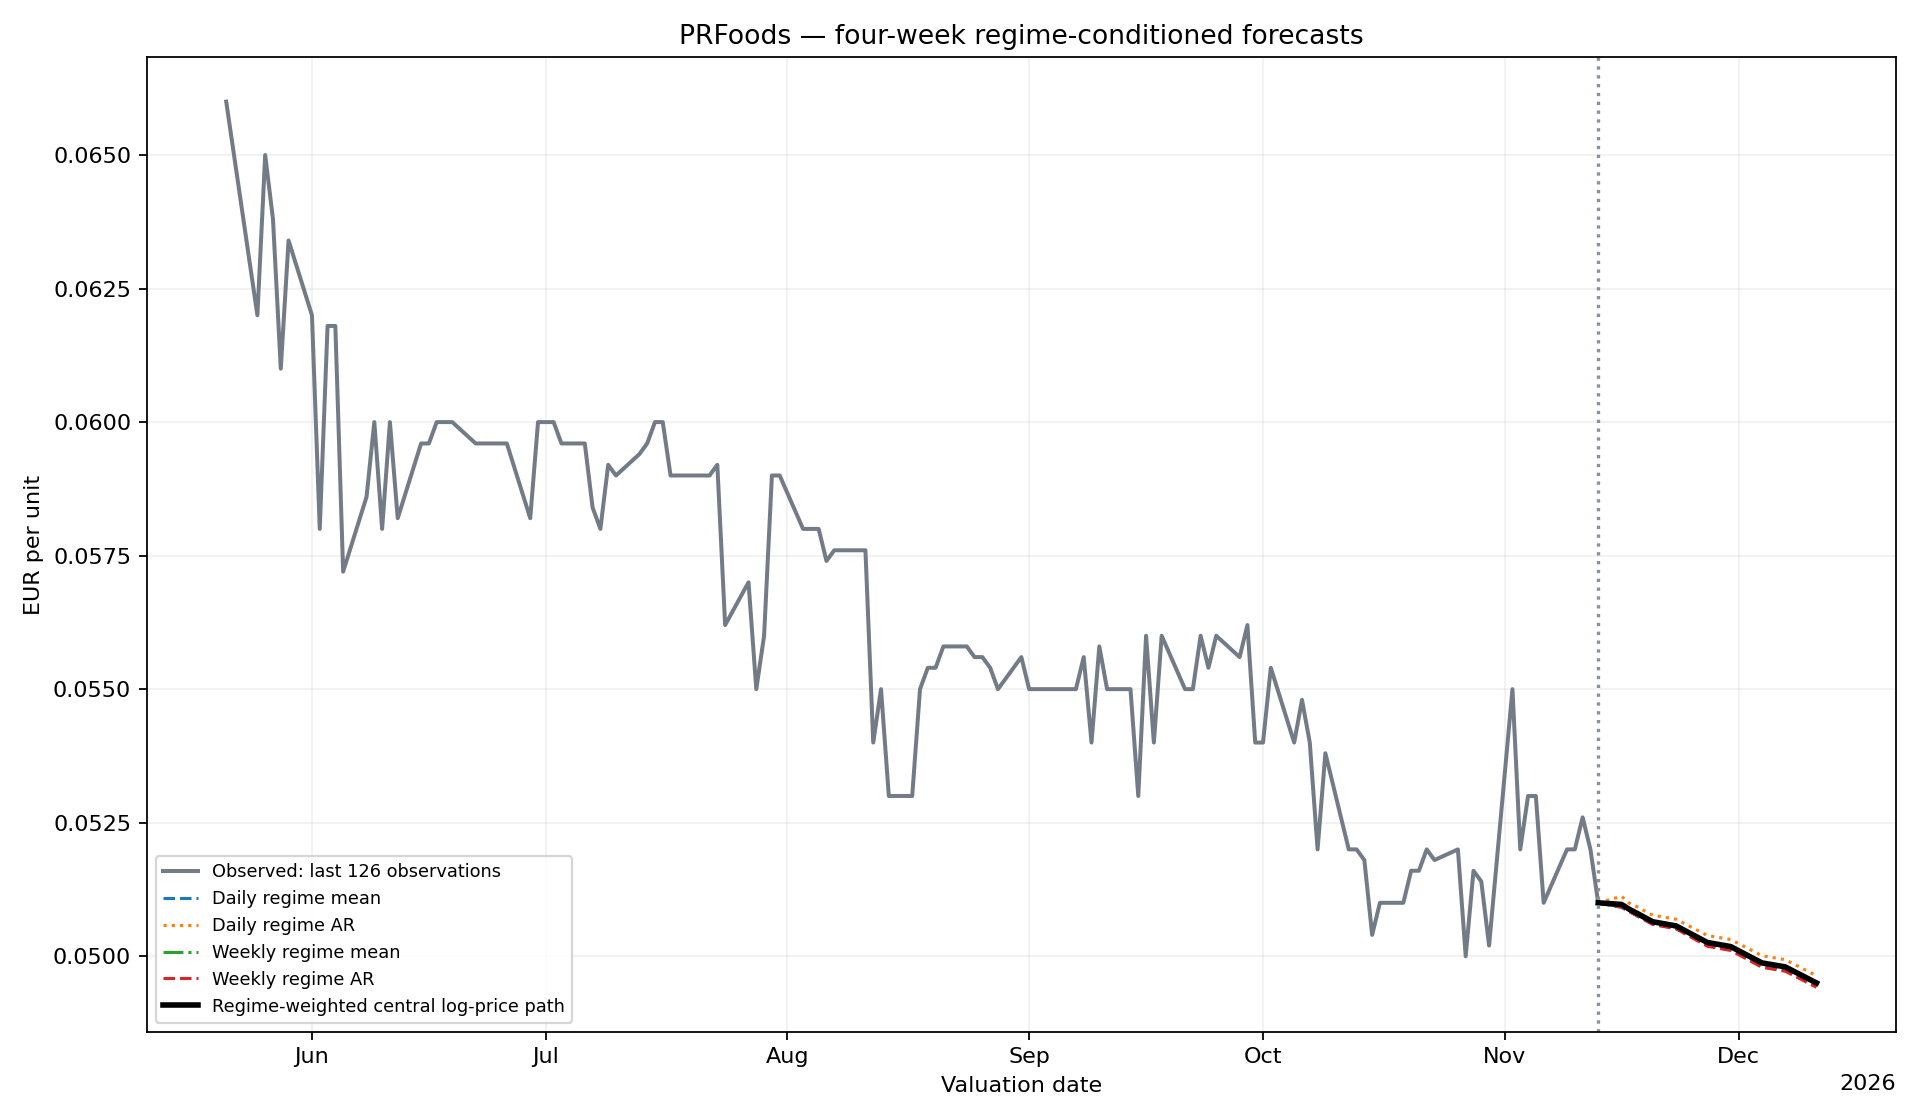 PRFoods — four-week regime-conditioned forecasts
EUR per unit
0.0650
0.0625
0.0600
0.0575
0.0550
0.0525
0.0500
Observed: last 126 observations
Daily regime mean
Daily regime AR
Weekly regime mean
Weekly regime AR
Regime-weighted central log-price path
Jun Jul Aug Sep Oct Nov Dec
Valuation date
2026